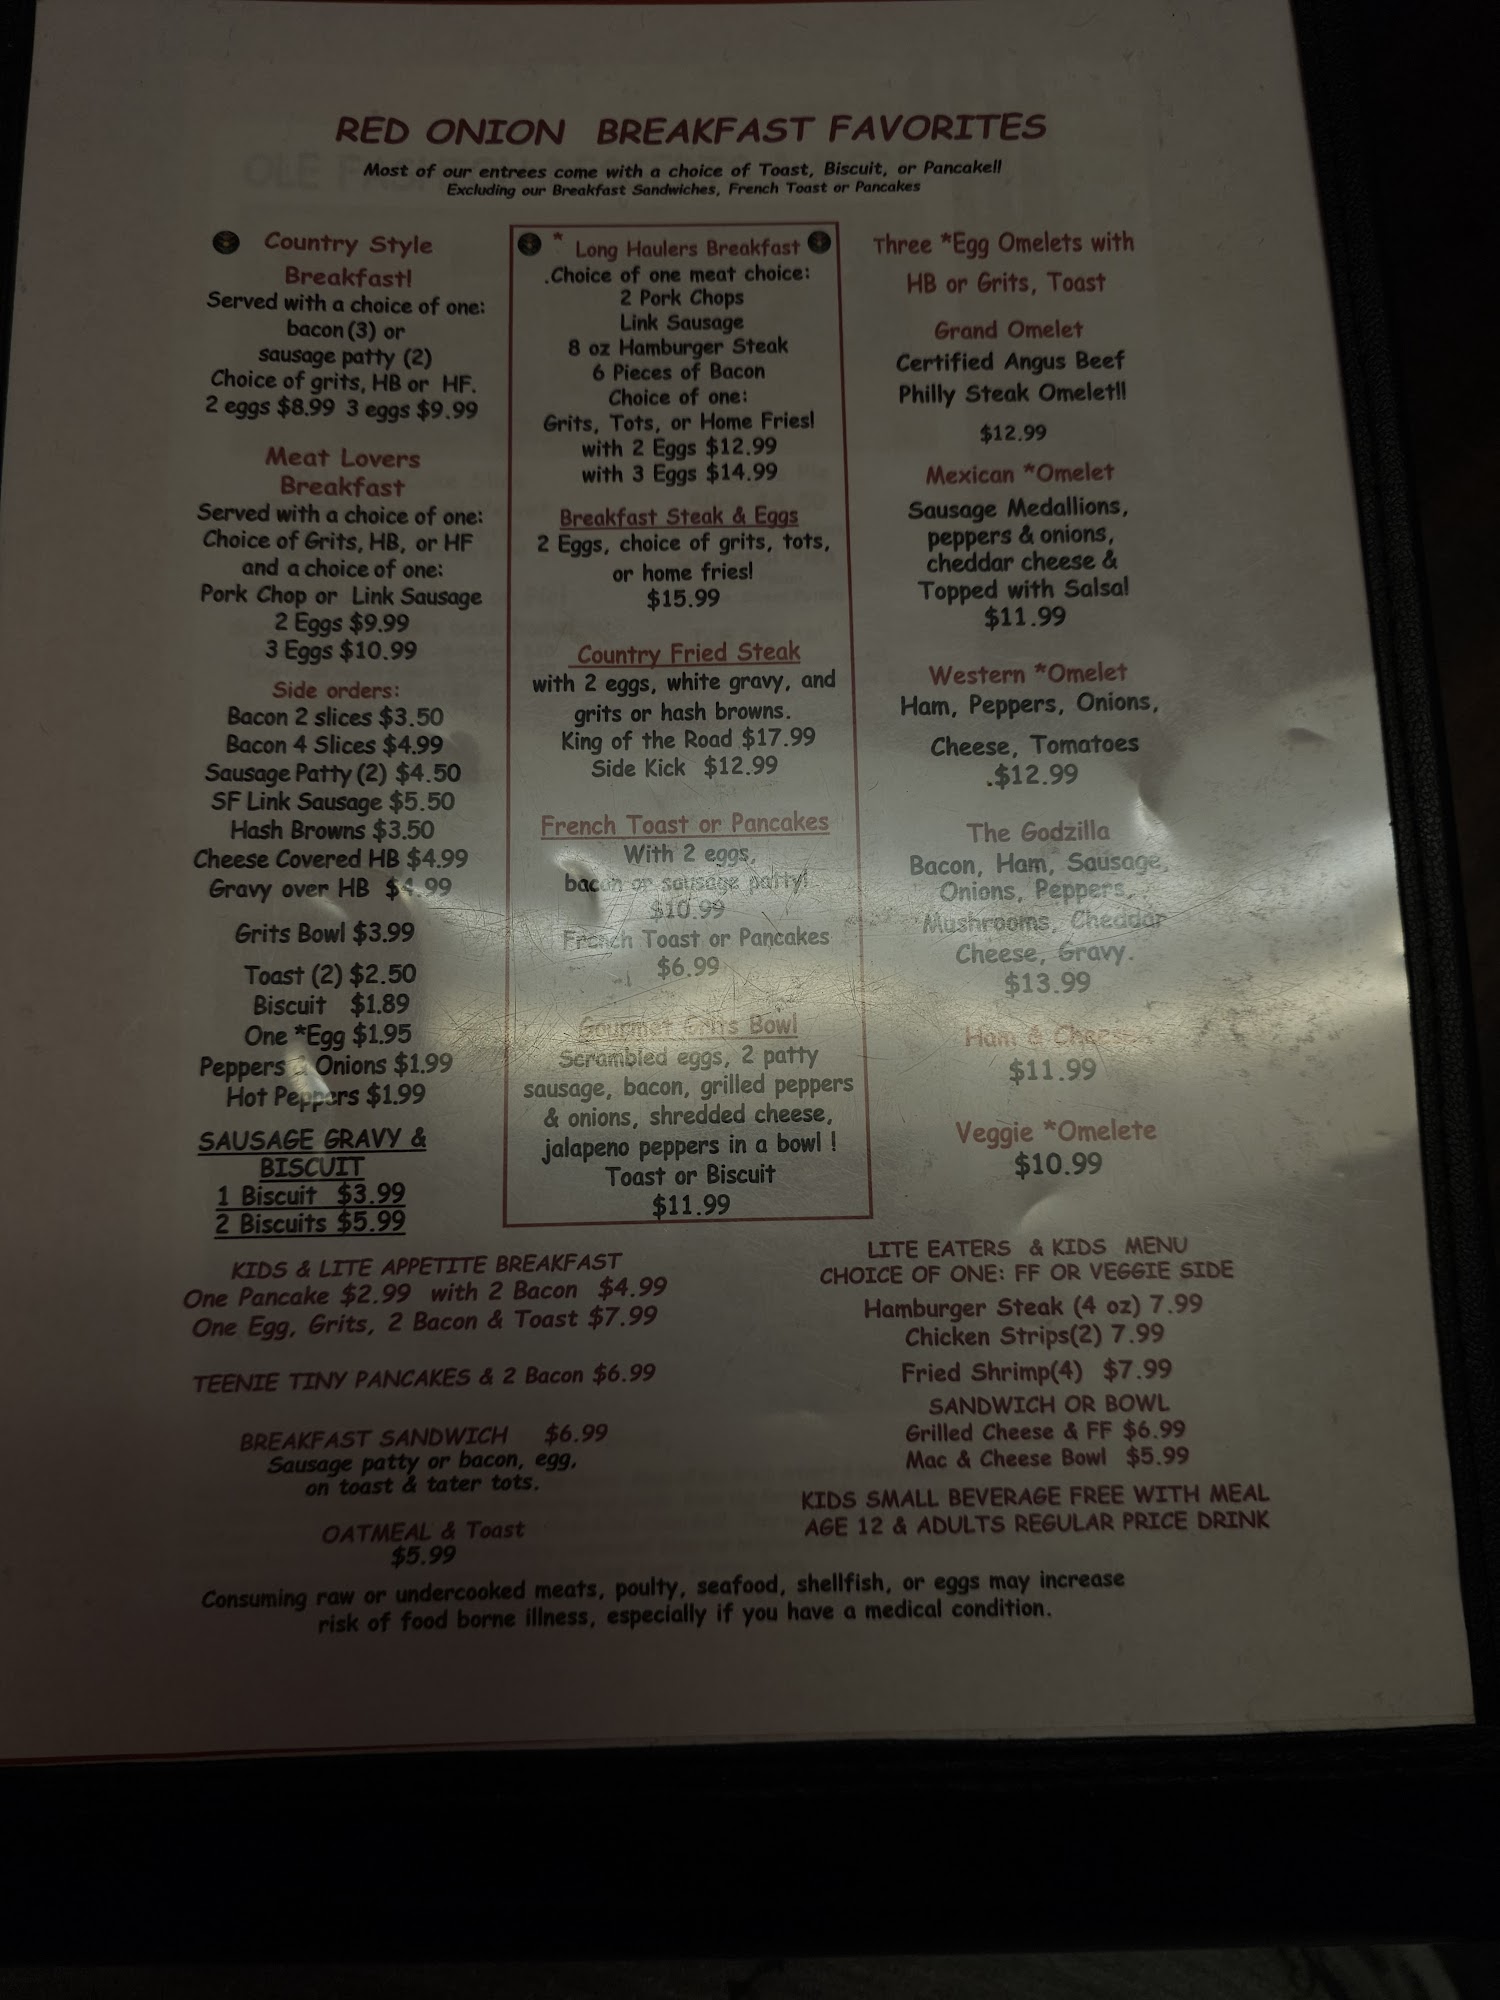 RED ONION BREAKFAST FAVORITES
Most of our entrees come with a choice of Toast, Biscuit, or Pancake!!
Excluding our Breakfast Sandwiches, French Toast or Pancakes
Country Style
Breakfast!
Served with a choice of one:
bacon (3) or
sausage patty (2)
Choice of grits, HB or HF.
2 eggs $8.99 3 eggs $9.99
Meat Lovers
Breakfast
Served with a choice of one:
Choice of Grits, HB, or HF
and a choice of one:
Pork Chop or Link Sausage
2 Eggs $9.99
3 Eggs $10.99
Side orders:
Bacon 2 slices $3.50
Bacon 4 Slices $4.99
Sausage Patty (2) $4.50
SF Link Sausage $5.50
Hash Browns $3.50
Cheese Covered HB $4.99
Gravy over HB $4.99
Grits Bowl $3.99
Toast (2) $2.50
Biscuit $1.89
One *Egg $1.95
Peppers & Onions $1.99
Hot Peppers $1.99
SAUSAGE GRAVY &
BISCUIT
1 Biscuit $3.99
2 Biscuits $5.99
* Long Haulers Breakfast
.Choice of one meat choice:
2 Pork Chops
Link Sausage
8 oz Hamburger Steak
6 Pieces of Bacon
Choice of one:
Grits, Tots, or Home Fries!
with 2 Eggs $12.99
with 3 Eggs $14.99
Breakfast Steak & Eggs
2 Eggs, choice of grits, tots,
or home fries!
$15.99
Country Fried Steak
with 2 eggs, white gravy, and
grits or hash browns.
King of the Road $17.99
Side Kick $12.99
French Toast or Pancakes
With 2 eggs,
bacon or sausage patty!
$10.99
French Toast or Pancakes
$6.99
Gourmet Grits Bowl
Scrambled eggs, 2 patty
sausage, bacon, grilled peppers
& onions, shredded cheese,
jalapeno peppers in a bowl !
Toast or Biscuit
$11.99
Three *Egg Omelets with
HB or Grits, Toast
Grand Omelet
Certified Angus Beef
Philly Steak Omelet!!
$12.99
Mexican *Omelet
Sausage Medallions,
peppers & onions,
cheddar cheese &
Topped with Salsa!
$11.99
Western *Omelet
Ham, Peppers, Onions,
Cheese, Tomatoes
.$12.99
The Godzilla
Bacon, Ham, Sausage,
Onions, Peppers,
Mushrooms, Cheddar
Cheese, Gravy.
$13.99
Ham & Cheese
$11.99
Veggie *Omelete
$10.99
KIDS & LITE APPETITE BREAKFAST
One Pancake $2.99 with 2 Bacon $4.99
One Egg, Grits, 2 Bacon & Toast $7.99
TEENIE TINY PANCAKES & 2 Bacon $6.99
BREAKFAST SANDWICH $6.99
Sausage patty or bacon, egg,
on toast & tater tots.
OATMEAL & Toast
$5.99
LITE EATERS & KIDS MENU
CHOICE OF ONE: FF OR VEGGIE SIDE
Hamburger Steak (4 oz) 7.99
Chicken Strips(2) 7.99
Fried Shrimp(4) $7.99
SANDWICH OR BOWL
Grilled Cheese & FF $6.99
Mac & Cheese Bowl $5.99
KIDS SMALL BEVERAGE FREE WITH MEAL
AGE 12 & ADULTS REGULAR PRICE DRINK
Consuming raw or undercooked meats, poulty, seafood, shellfish, or eggs may increase
risk of food borne illness, especially if you have a medical condition.